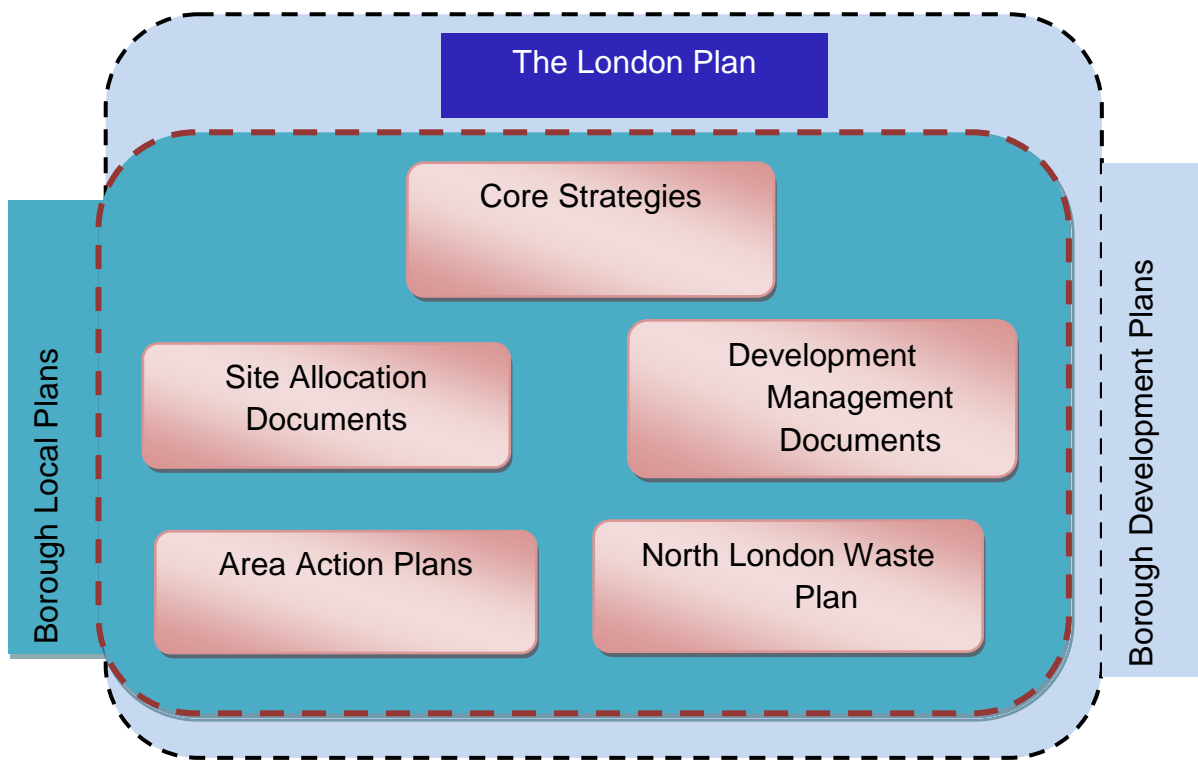 The London Plan
Core Strategies
Site Allocation
Documents
Development
Management
Documents
Area Action Plans
North London Waste
Plan
Borough Local Plans
Borough Development Plans